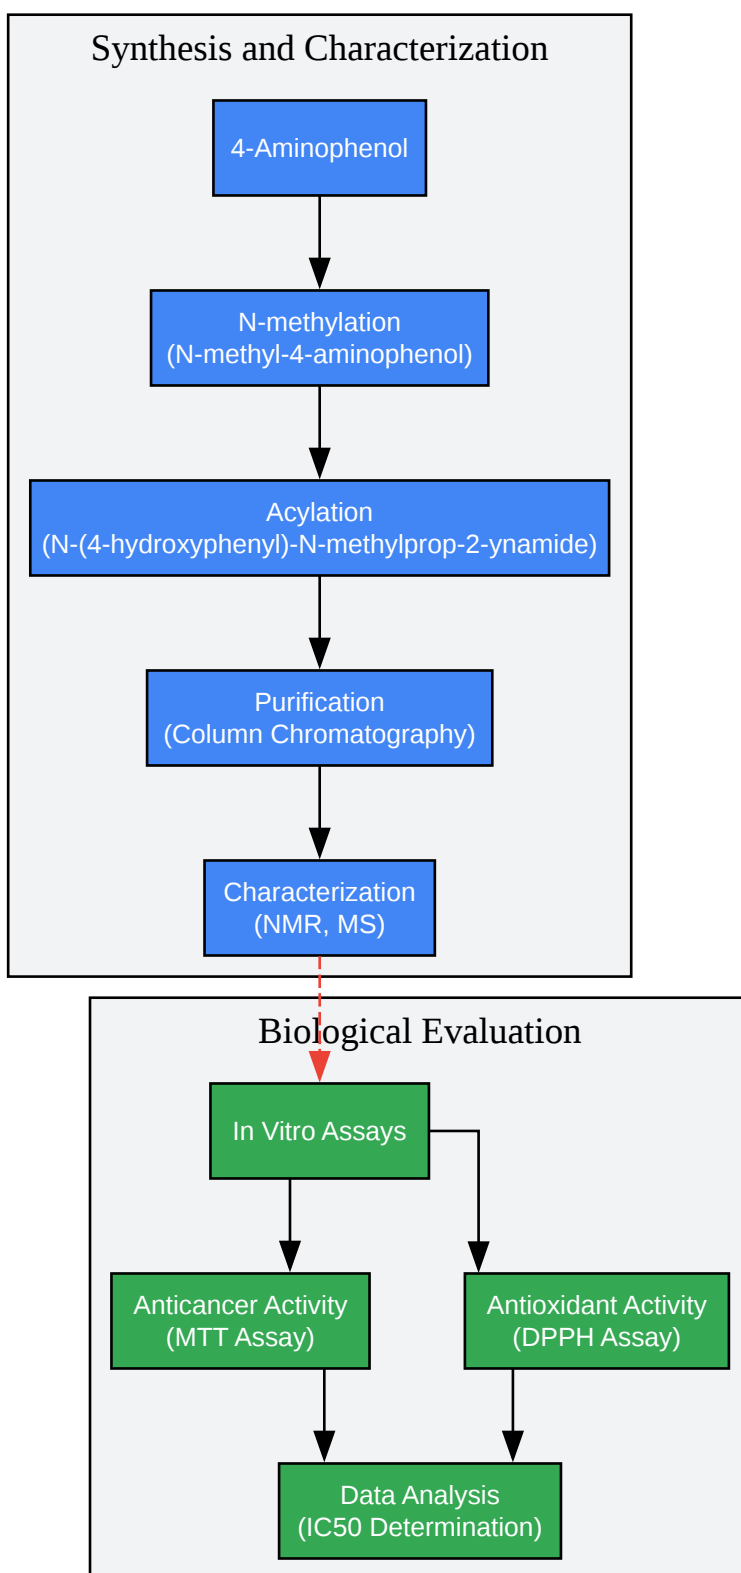 Synthesis and Characterization
4-Aminophenol
N-methylation
(N-methyl-4-aminophenol)
Acylation
(N-(4-hydroxyphenyl)-N-methylprop-2-ynamide)
Purification
(Column Chromatography)
Characterization
(NMR, MS)
Biological Evaluation
In Vitro Assays
Anticancer Activity
(MTT Assay)
Antioxidant Activity
(DPPH Assay)
Data Analysis
(IC50 Determination)